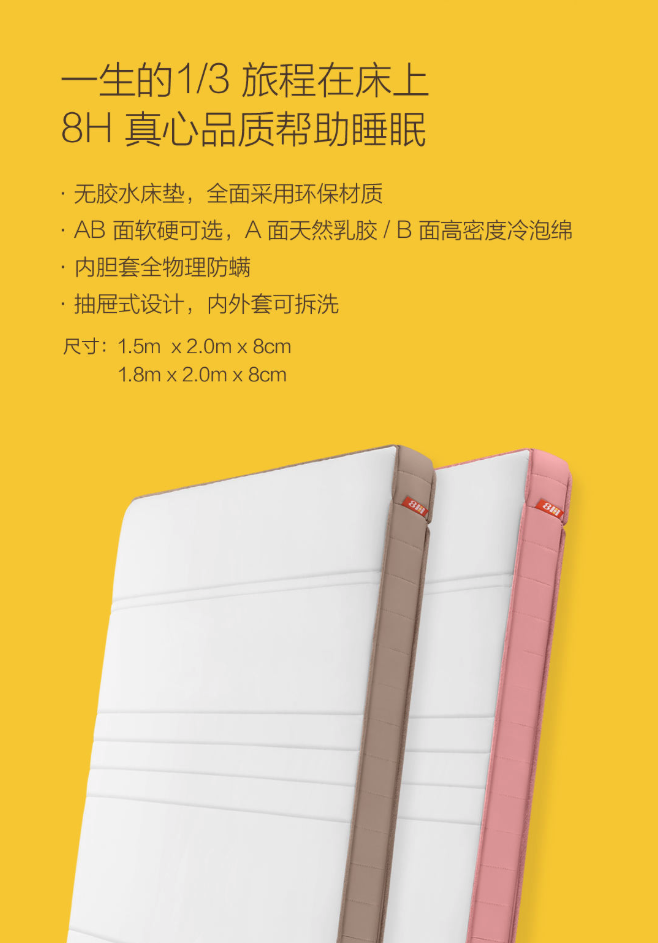 一生的1/3 旅程在床上
8H 真心品质帮助睡眠
· 无胶水床垫，全面采用环保材质
· AB 面软硬可选，A 面天然乳胶 / B 面高密度冷泡绵
· 内胆套全物理防螨
· 抽屉式设计，内外套可拆洗
尺寸：1.5m x 2.0m x 8cm
1.8m x 2.0m x 8cm
8H
8H